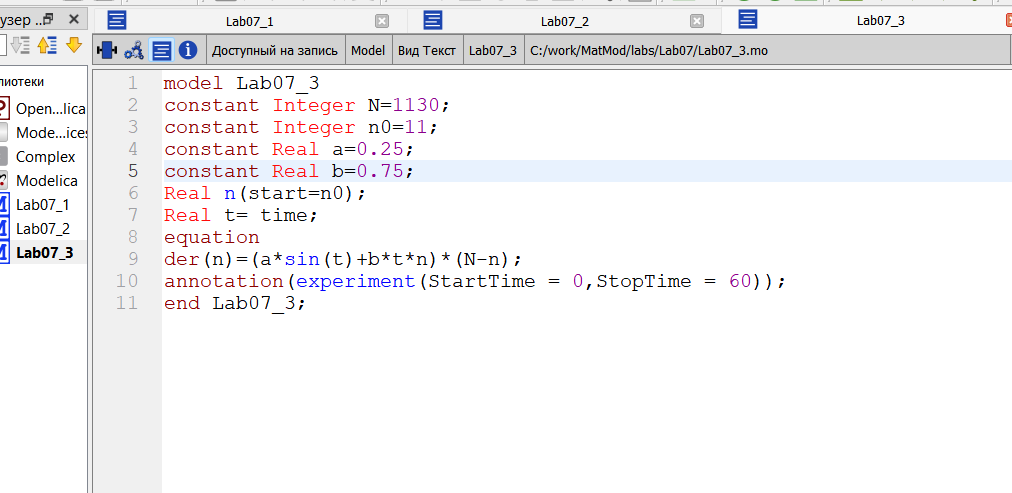 узер
Lab07_1
Lab07_2
Lab07_3
Доступный на запись
Model
Вид Текст
Lab07_3
C:/work/MatMod/labs/Lab07/Lab07_3.mo
лиотеки
Open...lica
Mode...ices
Complex
Modelica
Lab07_1
Lab07_2
Lab07_3
1 model Lab07_3
2 constant Integer N=1130;
3 constant Integer n0=11;
4 constant Real a=0.25;
5 constant Real b=0.75;
6 Real n(start=n0);
7 Real t= time;
8 equation
9 der(n)=(a*sin(t)+b*t*n)*(N-n);
10 annotation(experiment(StartTime = 0,StopTime = 60));
11 end Lab07_3;